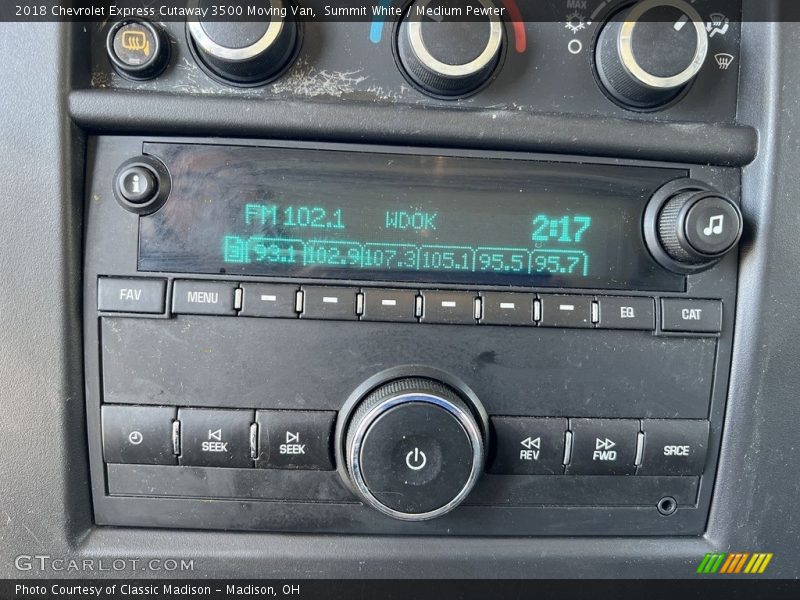 2018 Chevrolet Express Cutaway 3500 Moving Van,  Summit White / Medium Pewter
MAX
i
FM 102.1 WDOK 2:17
93.1 102.9 107.3 105.1 95.5 95.7
FAV MENU EQ CAT
SEEK SEEK REV FWD SRCE
GTCARLOT.COM
Photo Courtesy of Classic Madison - Madison, OH